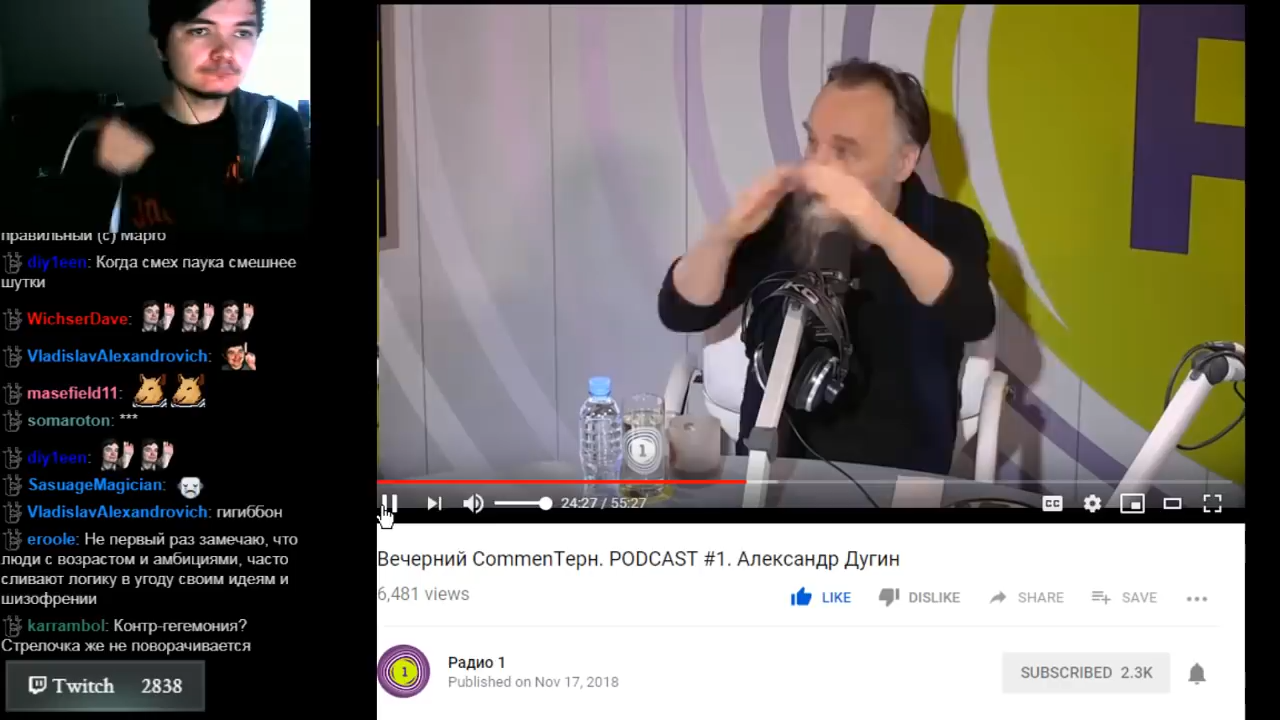 правильный (с) Марго
diy1een: Когда смех паука смешнее
шутки
WichserDave:
VladislavAlexandrovich:
masefield11:
somaroton: ***
diy1een:
SasuageMagician:
VladislavAlexandrovich: гигиббон
eroole: Не первый раз замечаю, что
люди с возрастом и амбициями, часто
сливают логику в угоду своим идеям и
шизофрении
karrambol: Контр-гегемония?
Стрелочка же не поворачивается
Twitch 2838
1
24:27 / 55:27
CC
Вечерний CommenТерн. PODCAST #1. Александр Дугин
6,481 views
LIKE
DISLIKE
SHARE
SAVE
1
Радио 1
Published on Nov 17, 2018
SUBSCRIBED 2.3K